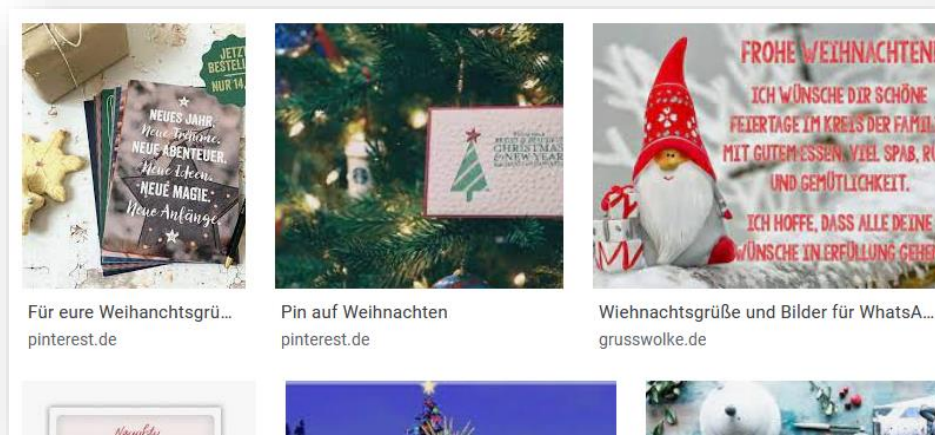 JETZT
BESTELL
NUR 14,
NEUES JAHR.
Neue Träume.
NEUE ABENTEUER.
Neue Ideen.
NEUE MAGIE.
Neue Anfänge.
CHRISTMAS
& NEW YEAR
FROHE WEIHNACHTEN!
ICH WÜNSCHE DIR SCHÖNE
FEIERTAGE IM KREIS DER FAMIL
MIT GUTEM ESSEN, VIEL SPAß, RU
UND GEMÜTLICHKEIT.
ICH HOFFE, DASS ALLE DEINE
WÜNSCHE IN ERFÜLLUNG GEHEN
Für eure Weihanchtsgrü...
pinterest.de
Pin auf Weihnachten
pinterest.de
Wiehnachtsgrüße und Bilder für WhatsA...
grusswolke.de
Naughty